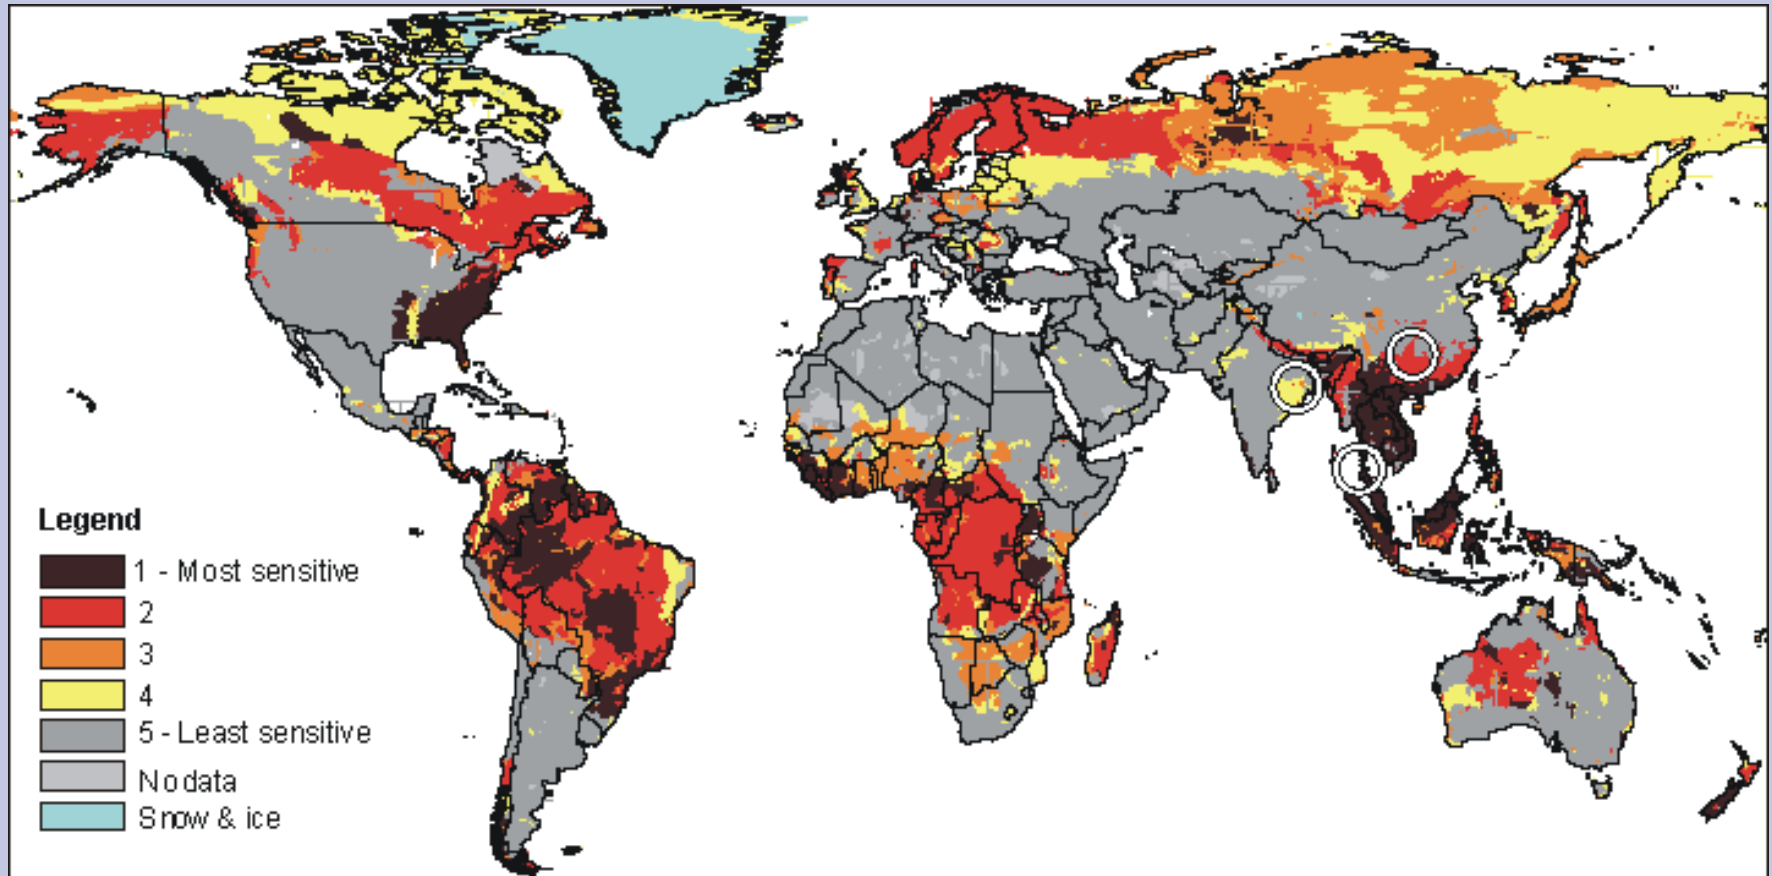 Legend
1 - Most sensitive
2
3
4
5 - Least sensitive
No data
Snow & ice